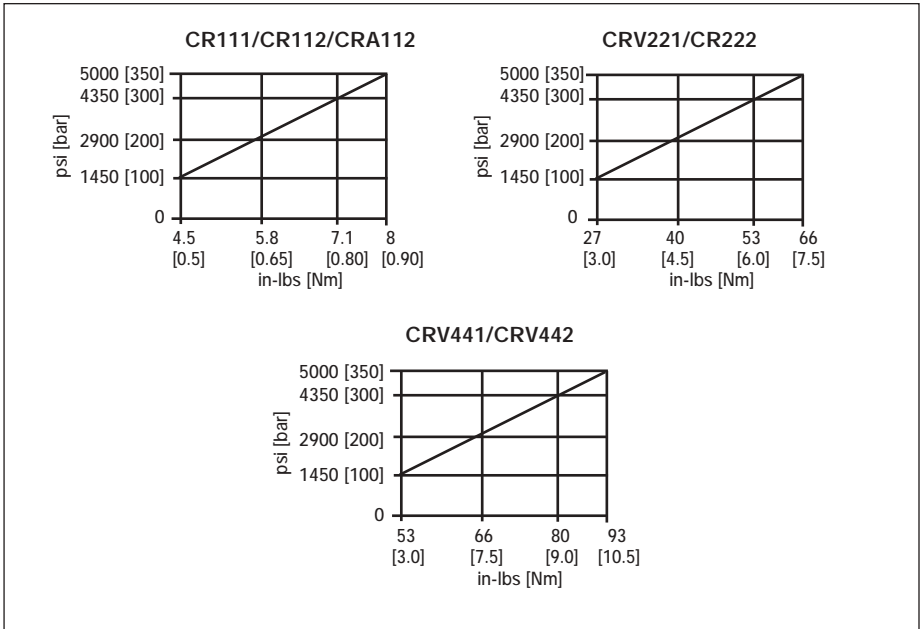 CR111/CR112/CRA112
psi [bar]
5000 [350]
4350 [300]
2900 [200]
1450 [100]
0
4.5 5.8 7.1 8
[0.5] [0.65] [0.80] [0.90]
in-lbs [Nm]
CRV221/CR222
psi [bar]
5000 [350]
4350 [300]
2900 [200]
1450 [100]
0
27 40 53 66
[3.0] [4.5] [6.0] [7.5]
in-lbs [Nm]
CRV441/CRV442
psi [bar]
5000 [350]
4350 [300]
2900 [200]
1450 [100]
0
53 66 80 93
[3.0] [7.5] [9.0] [10.5]
in-lbs [Nm]